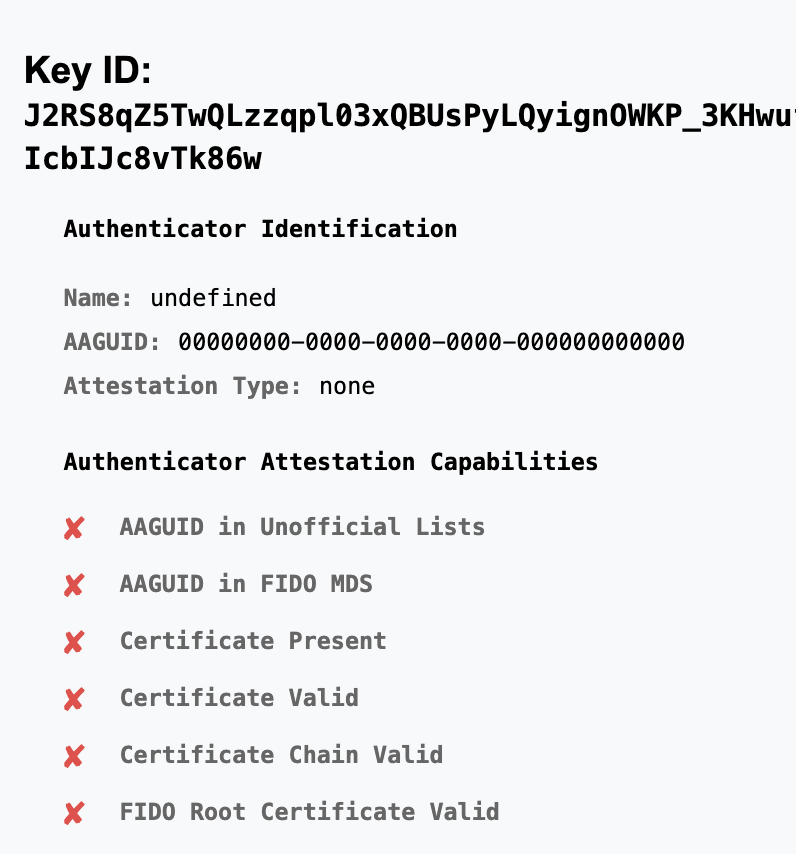 Key ID:
J2RS8qZ5TwQLzzqpl03xQBUsPyLQyignOWKP_3KHwu
IcbIJc8vTk86w
Authenticator Identification
Name: undefined
AAGUID: 00000000-0000-0000-0000-000000000000
Attestation Type: none
Authenticator Attestation Capabilities
✘ AAGUID in Unofficial Lists
✘ AAGUID in FIDO MDS
✘ Certificate Present
✘ Certificate Valid
✘ Certificate Chain Valid
✘ FIDO Root Certificate Valid